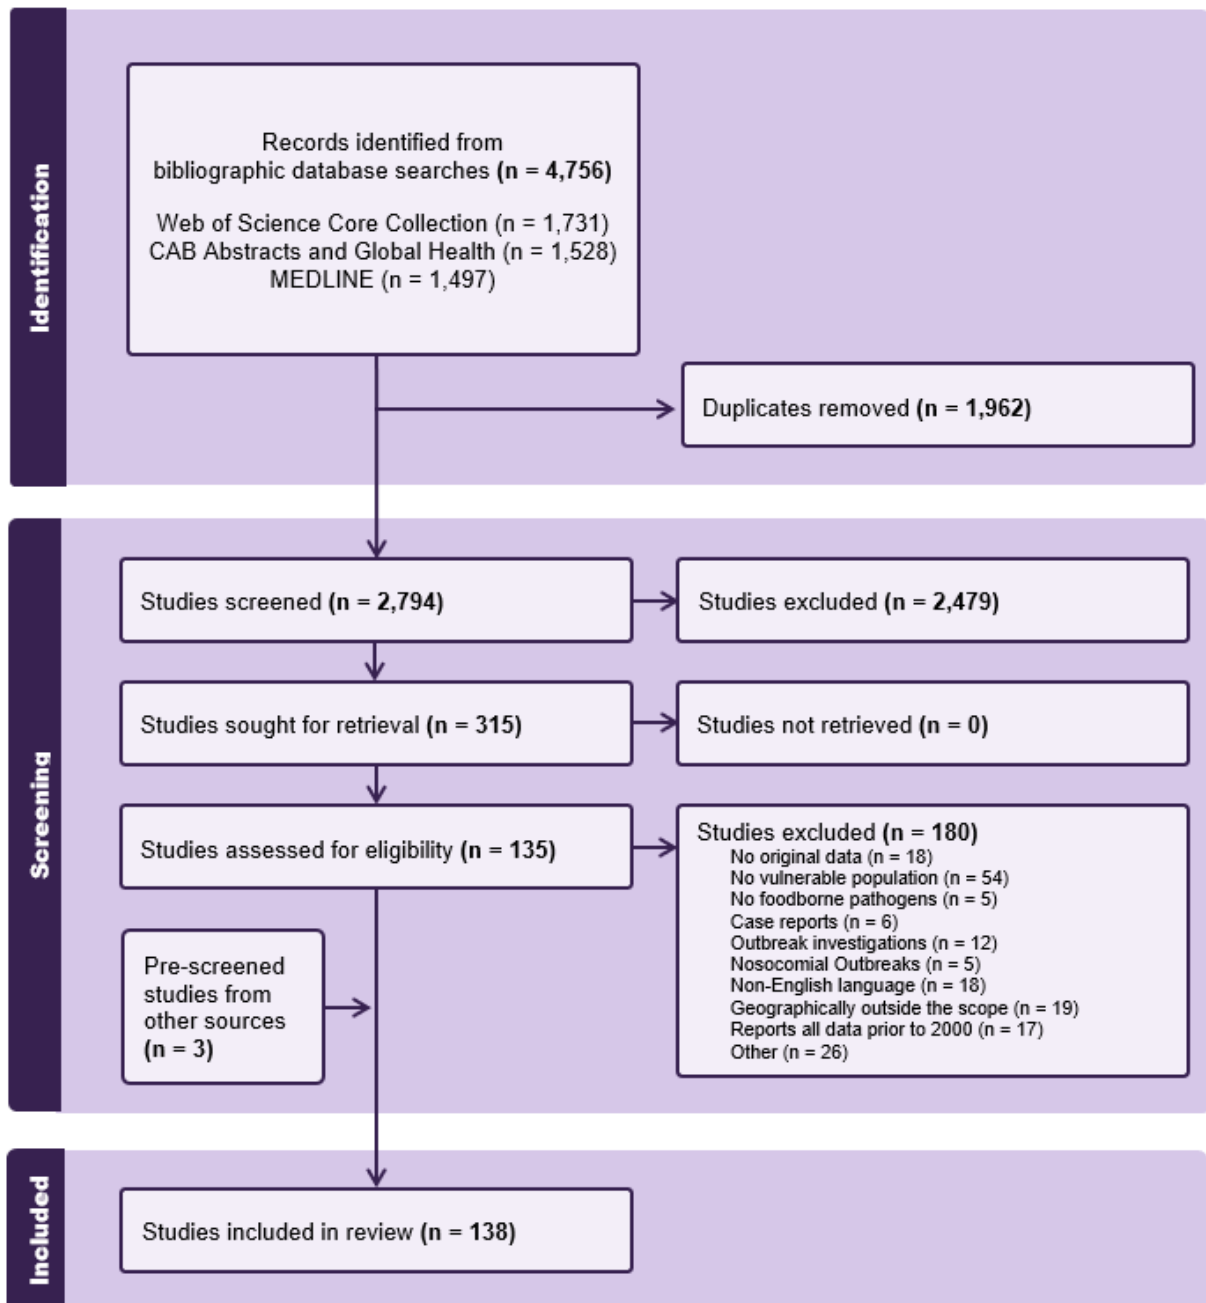 Identification
Records identified from
bibliographic database searches (n = 4,756)
Web of Science Core Collection (n = 1,731)
CAB Abstracts and Global Health (n = 1,528)
MEDLINE (n = 1,497)
Duplicates removed (n = 1,962)
Screening
Studies screened (n = 2,794)
Studies excluded (n = 2,479)
Studies sought for retrieval (n = 315)
Studies not retrieved (n = 0)
Studies assessed for eligibility (n = 135)
Studies excluded (n = 180)
No original data (n = 18)
No vulnerable population (n = 54)
No foodborne pathogens (n = 5)
Case reports (n = 6)
Outbreak investigations (n = 12)
Nosocomial Outbreaks (n = 5)
Non-English language (n = 18)
Geographically outside the scope (n = 19)
Reports all data prior to 2000 (n = 17)
Other (n = 26)
Pre-screened
studies from
other sources
(n = 3)
Included
Studies included in review (n = 138)